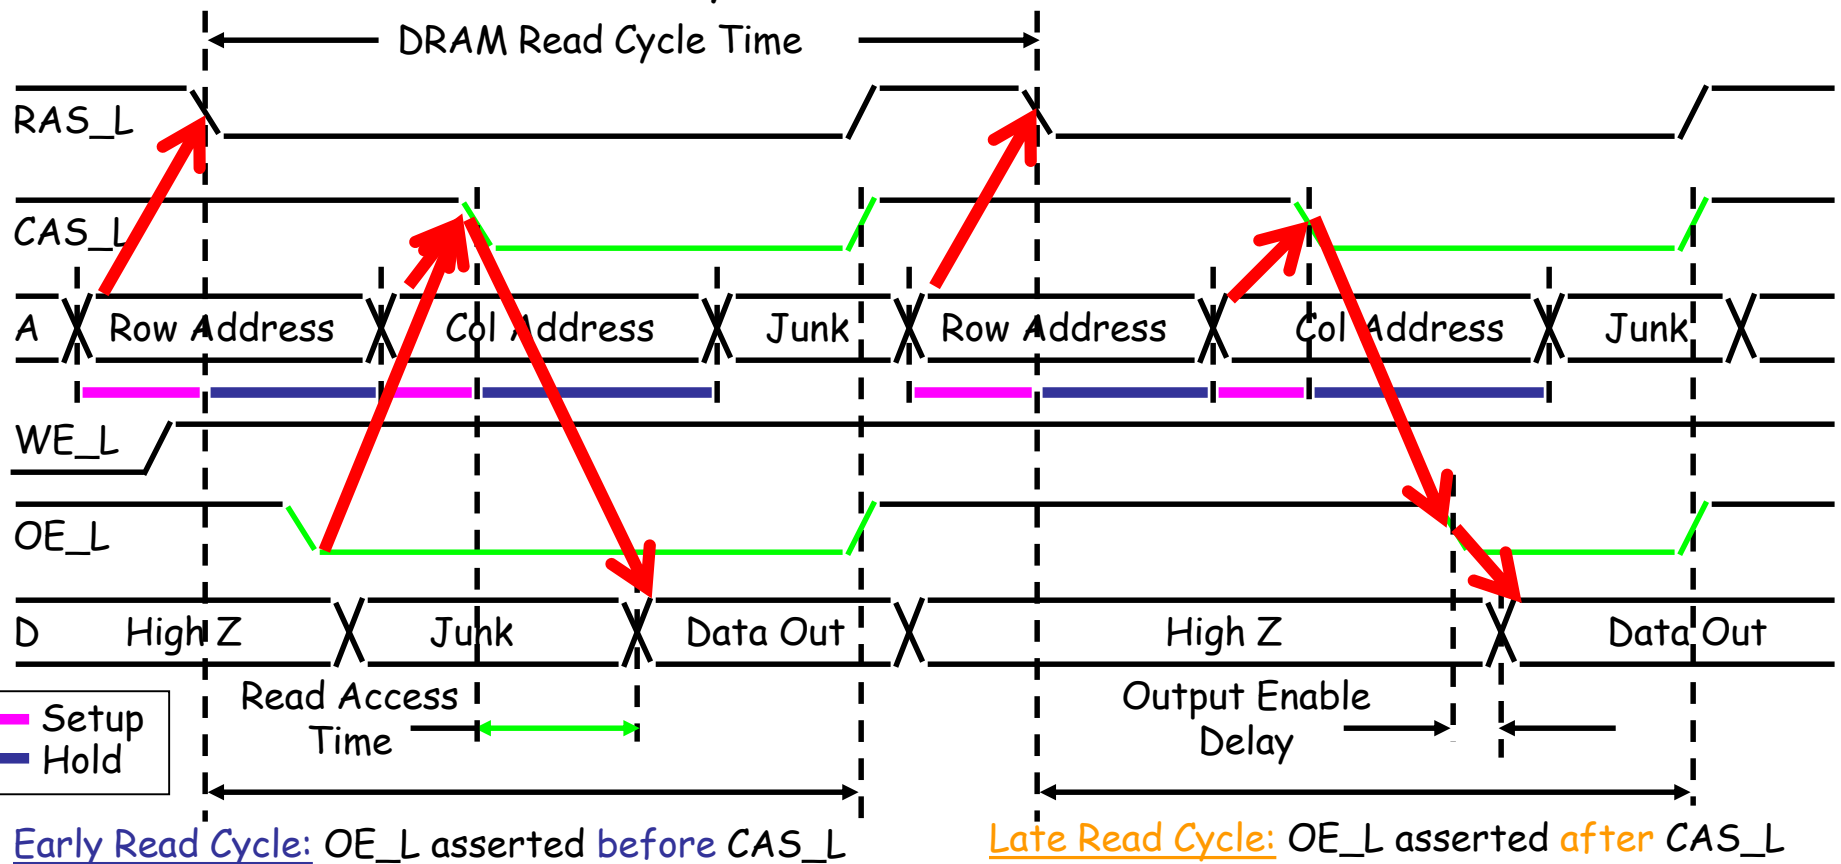 DRAM Read Cycle Time
RAS_L
CAS_L
A Row Address Col Address Junk Row Address Col Address Junk
WE_L
OE_L
D High Z Junk Data Out High Z Data Out
Read Access
Time
Output Enable
Delay
Setup
Hold
Early Read Cycle: OE_L asserted before CAS_L
Late Read Cycle: OE_L asserted after CAS_L